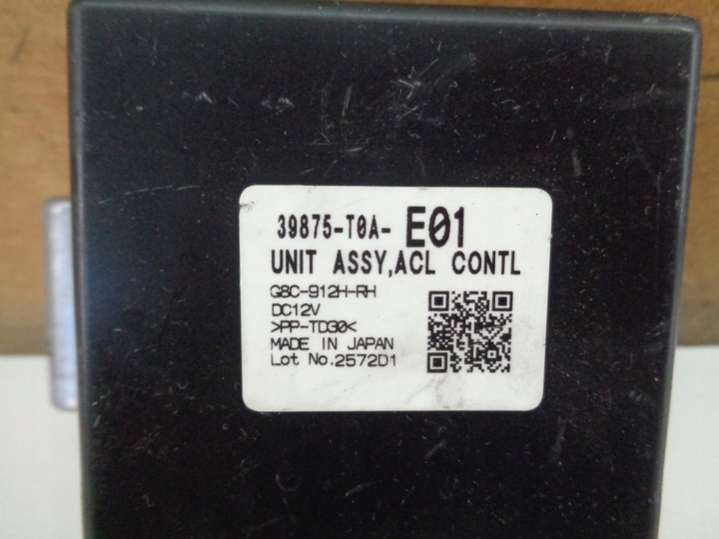 39875-T0A- E01
UNIT ASSY,ACL CONTL
G8C-912H-RH
DC12V
>PP-TD30<
MADE IN JAPAN
Lot No.2572D1